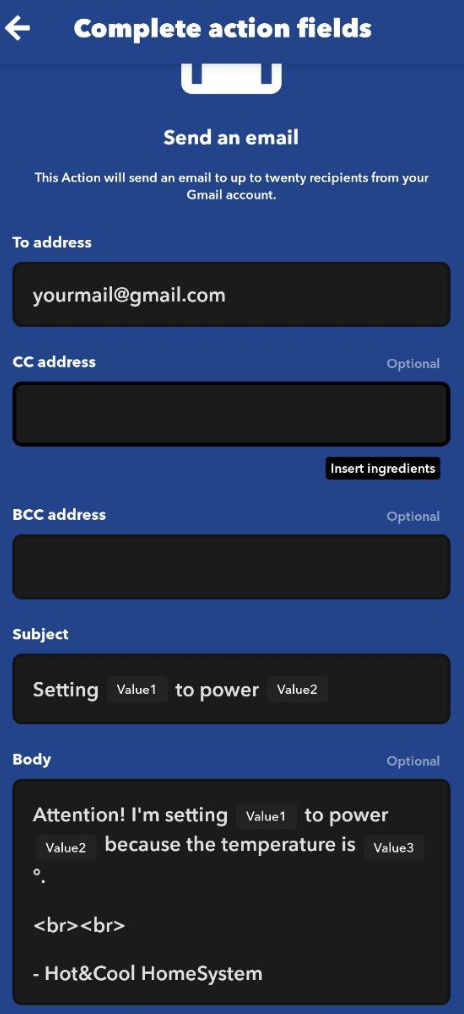 Complete action fields
Send an email
This Action will send an email to up to twenty recipients from your
Gmail account.
To address
yourmail@gmail.com
CC address Optional
Insert ingredients
BCC address Optional
Subject
Setting Value1 to power Value2
Body Optional
Attention! I'm setting Value1 to power
Value2 because the temperature is Value3
°.
<br><br>
- Hot&Cool HomeSystem